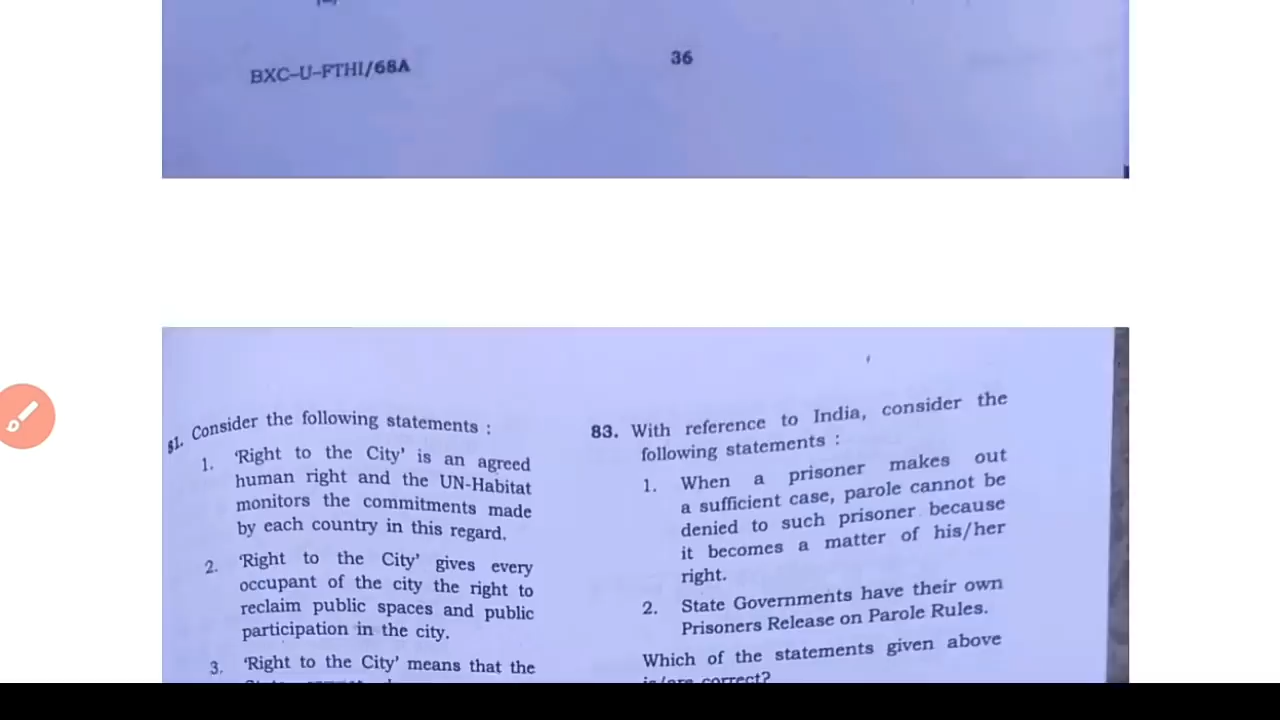 BXC-U-FTHI/68A
36
81. Consider the following statements :
1. 'Right to the City' is an agreed
human right and the UN-Habitat
monitors the commitments made
by each country in this regard.
2. 'Right to the City' gives every
occupant of the city the right to
reclaim public spaces and public
participation in the city.
3. 'Right to the City' means that the
83. With reference to India, consider the
following statements :
1. When a prisoner makes out
a sufficient case, parole cannot be
denied to such prisoner because
it becomes a matter of his/her
right.
2. State Governments have their own
Prisoners Release on Parole Rules.
Which of the statements given above
is/are correct?